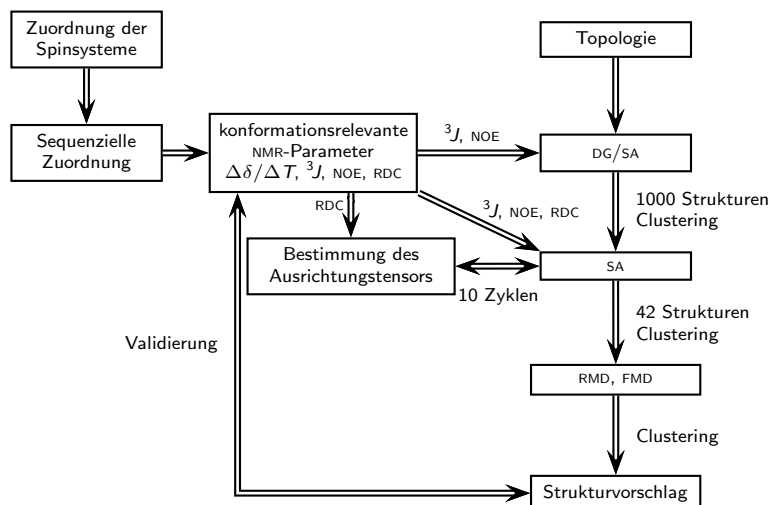 Zuordnung der
Spinsysteme
Topologie
Sequenzielle
Zuordnung
konformationsrelevante
NMR-Parameter
Δδ/ΔT, ³J, NOE, RDC
³J, NOE
DG/SA
RDC
³J, NOE, RDC
1000 Strukturen
Clustering
Bestimmung des
Ausrichtungstensors
10 Zyklen
SA
42 Strukturen
Clustering
Validierung
RMD, FMD
Clustering
Strukturvorschlag